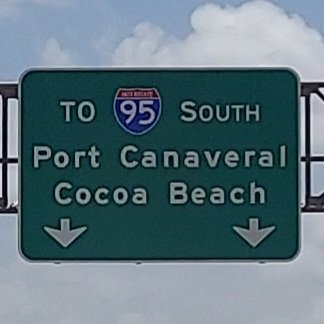 TO INTERSTATE 95 SOUTH
Port Canaveral
Cocoa Beach